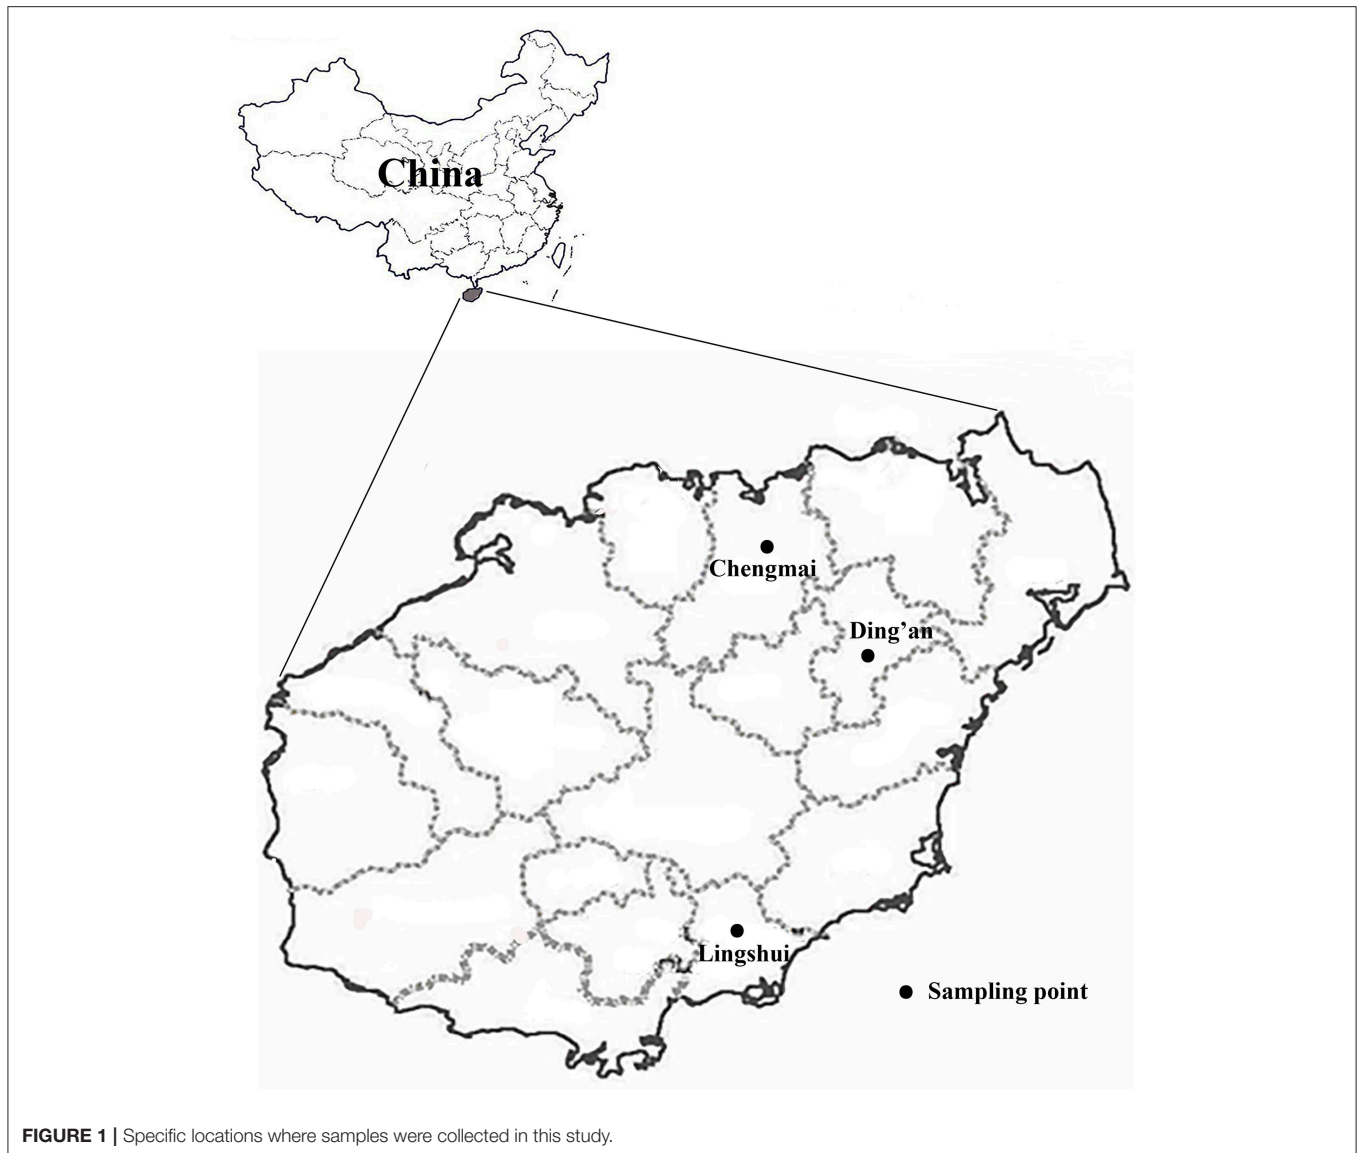 China
Chengmai
Ding’an
Lingshui
Sampling point
FIGURE 1 | Specific locations where samples were collected in this study.